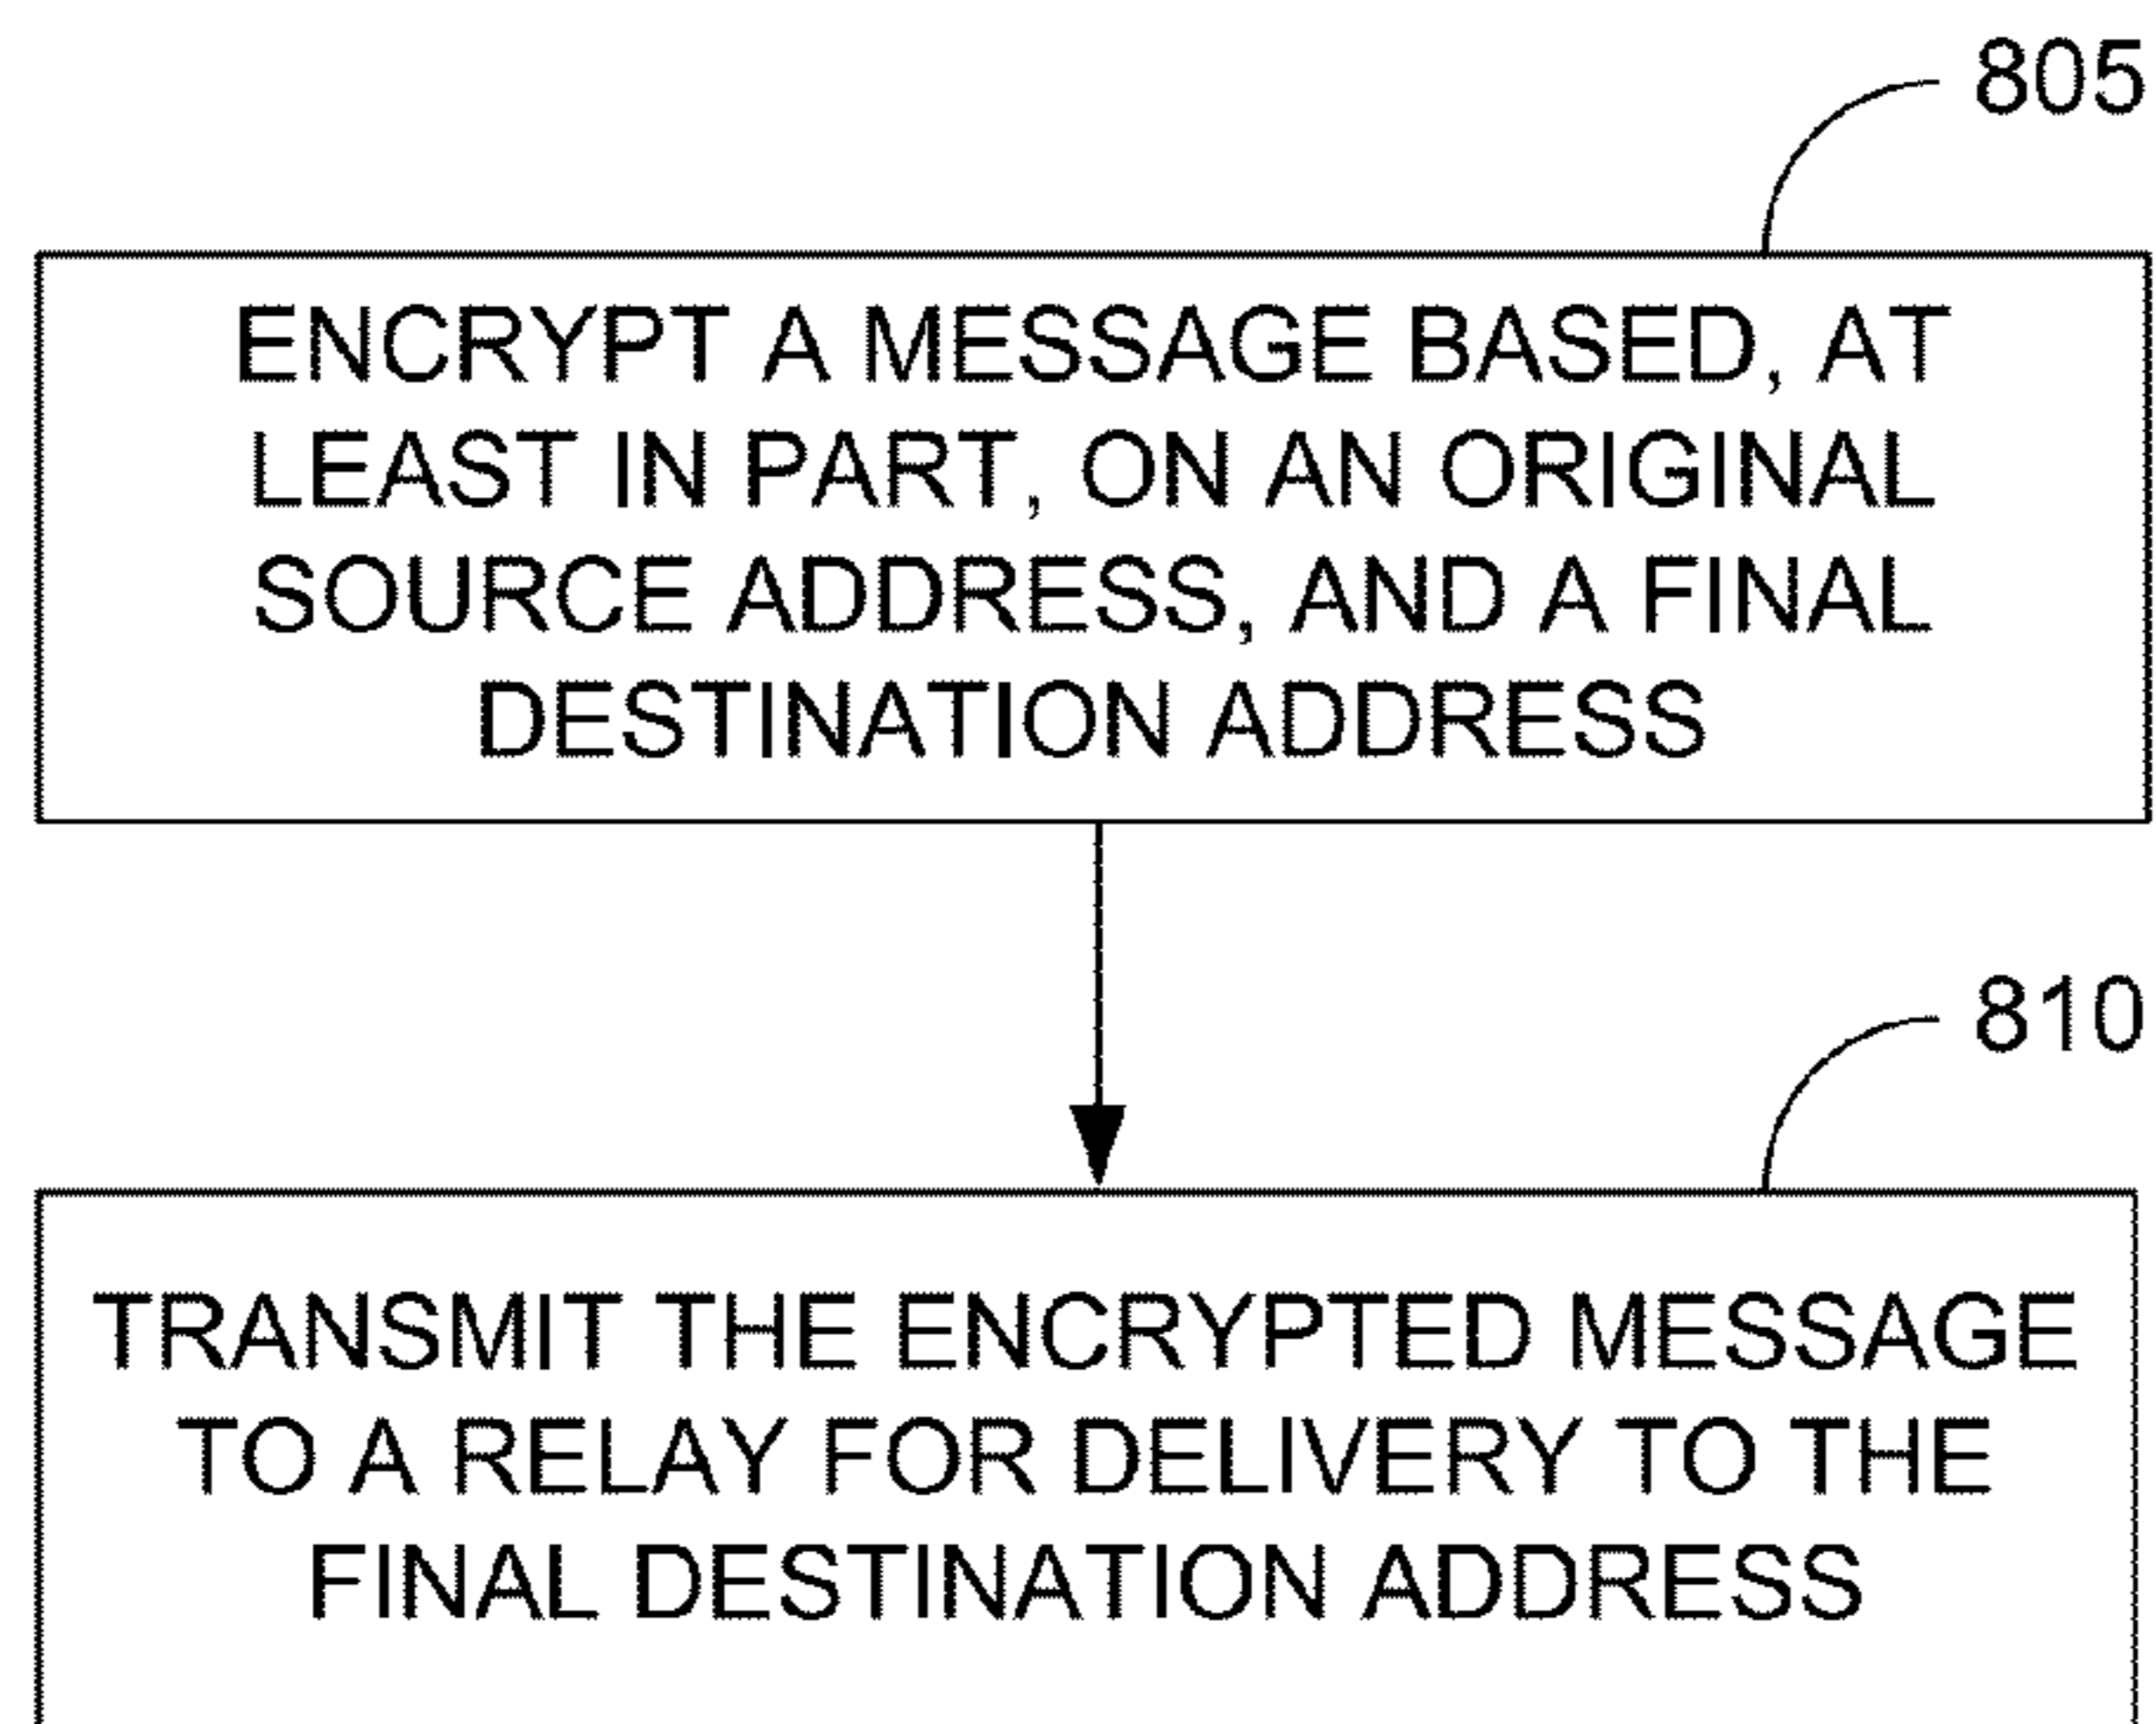 805
ENCRYPT A MESSAGE BASED, AT
LEAST IN PART, ON AN ORIGINAL
SOURCE ADDRESS, AND A FINAL
DESTINATION ADDRESS
810
TRANSMIT THE ENCRYPTED MESSAGE
TO A RELAY FOR DELIVERY TO THE
FINAL DESTINATION ADDRESS